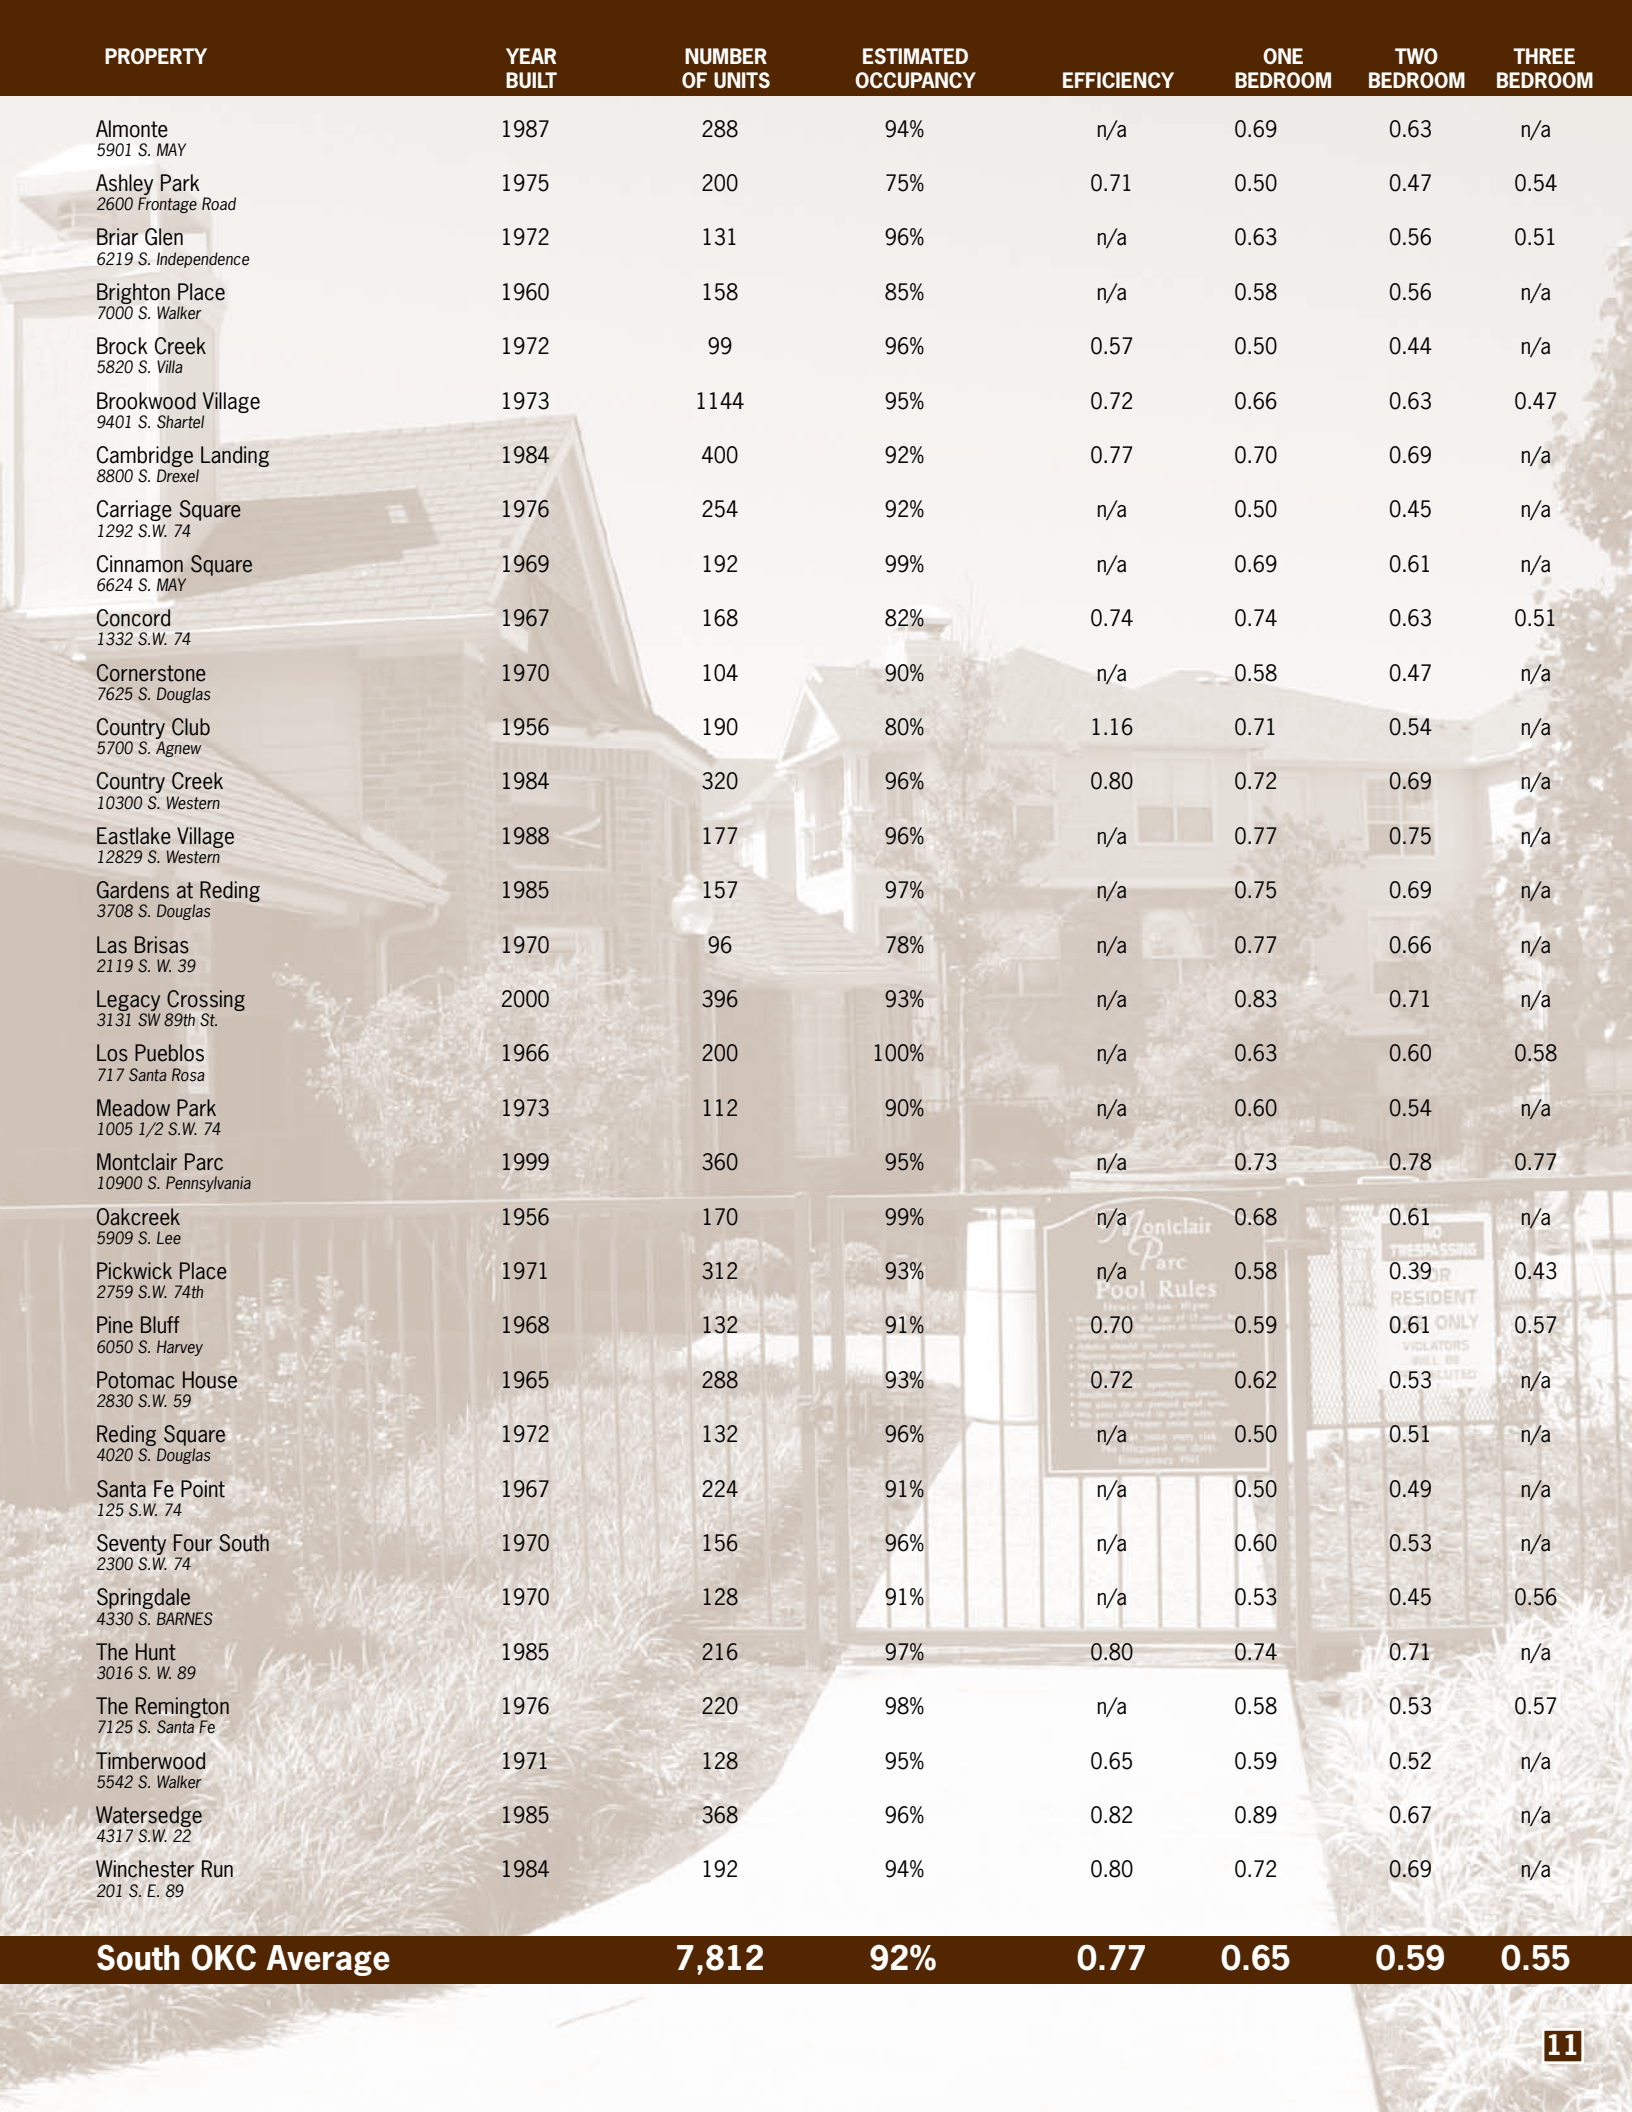 PROPERTY YEAR BUILT NUMBER OF UNITS ESTIMATED OCCUPANCY EFFICIENCY ONE BEDROOM TWO BEDROOM THREE BEDROOM
Almonte 1987 288 94% n/a 0.69 0.63 n/a
5901 S. MAY
Ashley Park 1975 200 75% 0.71 0.50 0.47 0.54
2600 Frontage Road
Briar Glen 1972 131 96% n/a 0.63 0.56 0.51
6219 S. Independence
Brighton Place 1960 158 85% n/a 0.58 0.56 n/a
7000 S. Walker
Brock Creek 1972 99 96% 0.57 0.50 0.44 n/a
5820 S. Villa
Brookwood Village 1973 1144 95% 0.72 0.66 0.63 0.47
9401 S. Shartel
Cambridge Landing 1984 400 92% 0.77 0.70 0.69 n/a
8800 S. Drexel
Carriage Square 1976 254 92% n/a 0.50 0.45 n/a
1292 S.W. 74
Cinnamon Square 1969 192 99% n/a 0.69 0.61 n/a
6624 S. MAY
Concord 1967 168 82% 0.74 0.74 0.63 0.51
1332 S.W. 74
Cornerstone 1970 104 90% n/a 0.58 0.47 n/a
7625 S. Douglas
Country Club 1956 190 80% 1.16 0.71 0.54 n/a
5700 S. Agnew
Country Creek 1984 320 96% 0.80 0.72 0.69 n/a
10300 S. Western
Eastlake Village 1988 177 96% n/a 0.77 0.75 n/a
12829 S. Western
Gardens at Reding 1985 157 97% n/a 0.75 0.69 n/a
3708 S. Douglas
Las Brisas 1970 96 78% n/a 0.77 0.66 n/a
2119 S. W. 39
Legacy Crossing 2000 396 93% n/a 0.83 0.71 n/a
3131 SW 89th St.
Los Pueblos 1966 200 100% n/a 0.63 0.60 0.58
717 Santa Rosa
Meadow Park 1973 112 90% n/a 0.60 0.54 n/a
1005 1/2 S.W. 74
Montclair Parc 1999 360 95% n/a 0.73 0.78 0.77
10900 S. Pennsylvania
Oakcreek 1956 170 99% n/a 0.68 0.61 n/a
5909 S. Lee
Pickwick Place 1971 312 93% n/a 0.58 0.39 0.43
2759 S.W. 74th
Pine Bluff 1968 132 91% 0.70 0.59 0.61 0.57
6050 S. Harvey
Potomac House 1965 288 93% 0.72 0.62 0.53 n/a
2830 S.W. 59
Reding Square 1972 132 96% n/a 0.50 0.51 n/a
4020 S. Douglas
Santa Fe Point 1967 224 91% n/a 0.50 0.49 n/a
125 S.W. 74
Seventy Four South 1970 156 96% n/a 0.60 0.53 n/a
2300 S.W. 74
Springdale 1970 128 91% n/a 0.53 0.45 0.56
4330 S. BARNES
The Hunt 1985 216 97% 0.80 0.74 0.71 n/a
3016 S. W. 89
The Remington 1976 220 98% n/a 0.58 0.53 0.57
7125 S. Santa Fe
Timberwood 1971 128 95% 0.65 0.59 0.52 n/a
5542 S. Walker
Watersedge 1985 368 96% 0.82 0.89 0.67 n/a
4317 S.W. 22
Winchester Run 1984 192 94% 0.80 0.72 0.69 n/a
201 S. E. 89
South OKC Average 7,812 92% 0.77 0.65 0.59 0.55
11
Montclair
Parc
Pool Rules
NO
TRESPASSING
RESIDENT
ONLY
VIOLATORS